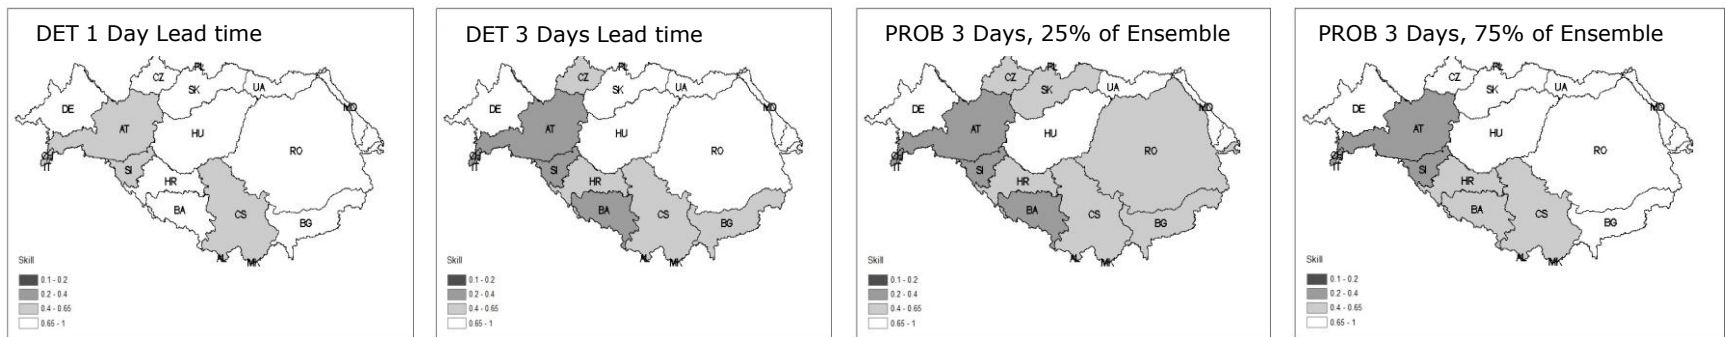 DET 1 Day Lead time
CZ
PL
SK
UA
DE
MD
AT
HU
RO
SI
HR
BA
CS
BG
AL
MK
Skill
0.1 - 0.2
0.2 - 0.4
0.4 - 0.65
0.65 - 1
DET 3 Days Lead time
CZ
PL
SK
UA
DE
MD
AT
HU
RO
SI
HR
BA
CS
BG
AL
MK
Skill
0.1 - 0.2
0.2 - 0.4
0.4 - 0.65
0.65 - 1
PROB 3 Days, 25% of Ensemble
CZ
PL
SK
UA
DE
MD
AT
HU
RO
SI
HR
BA
CS
BG
AL
MK
Skill
0.1 - 0.2
0.2 - 0.4
0.4 - 0.65
0.65 - 1
PROB 3 Days, 75% of Ensemble
CZ
PL
SK
UA
DE
MD
AT
HU
RO
SI
HR
BA
CS
BG
AL
MK
Skill
0.1 - 0.2
0.2 - 0.4
0.4 - 0.65
0.65 - 1